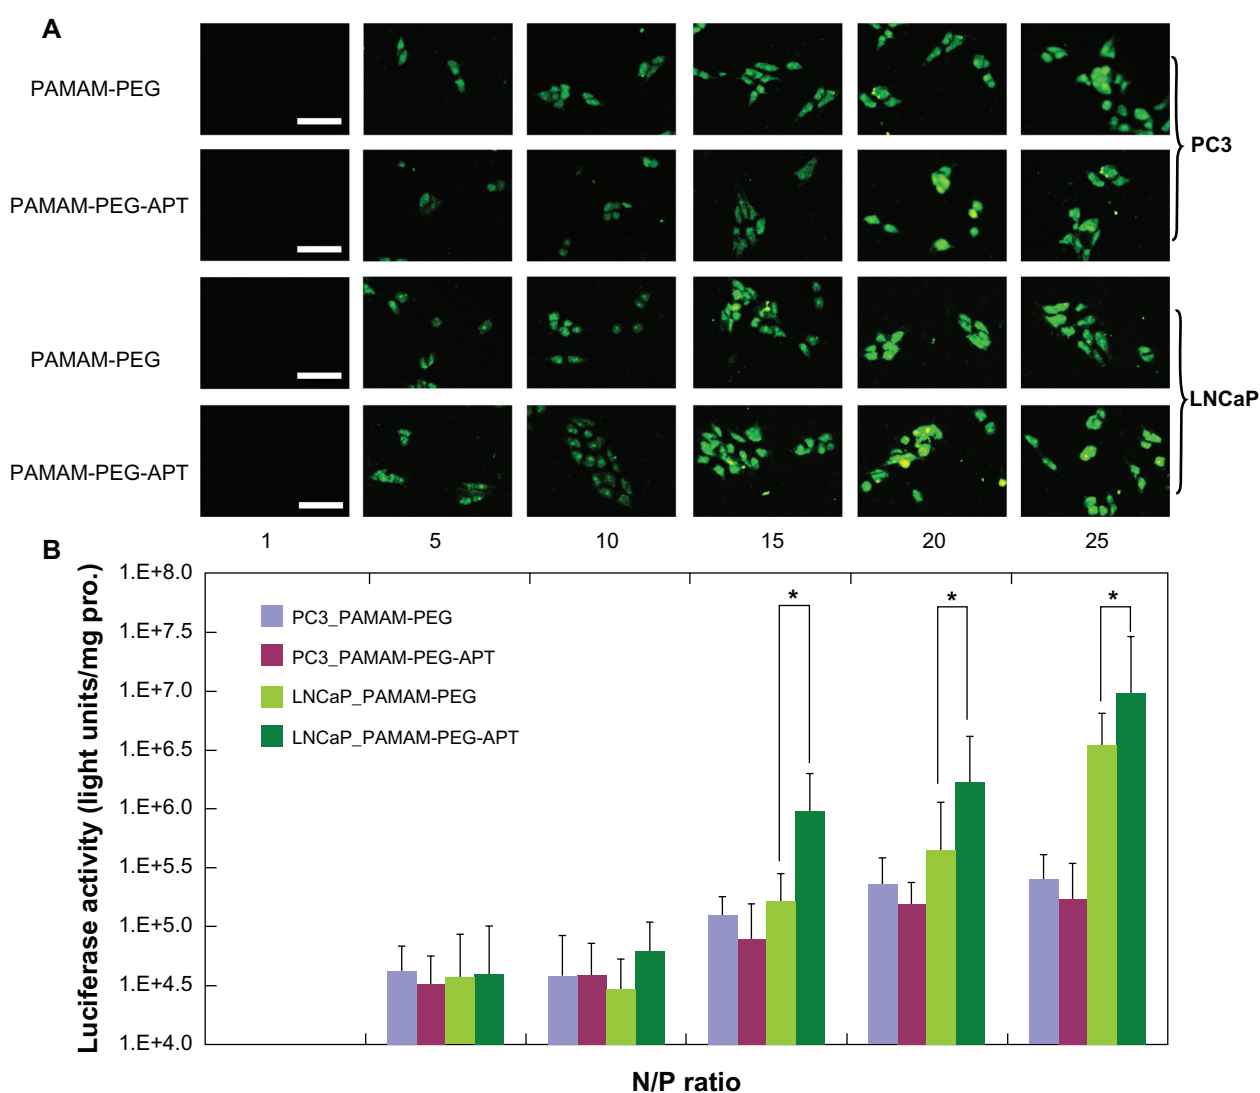 A
PAMAM-PEG
PAMAM-PEG-APT
PC3
PAMAM-PEG
PAMAM-PEG-APT
LNCaP
1 5 10 15 20 25
B
Luciferase activity (light units/mg pro.)
1.E+8.0
1.E+7.5
1.E+7.0
1.E+6.5
1.E+6.0
1.E+5.5
1.E+5.0
1.E+4.5
1.E+4.0
PC3_PAMAM-PEG
PC3_PAMAM-PEG-APT
LNCaP_PAMAM-PEG
LNCaP_PAMAM-PEG-APT
* * *
N/P ratio